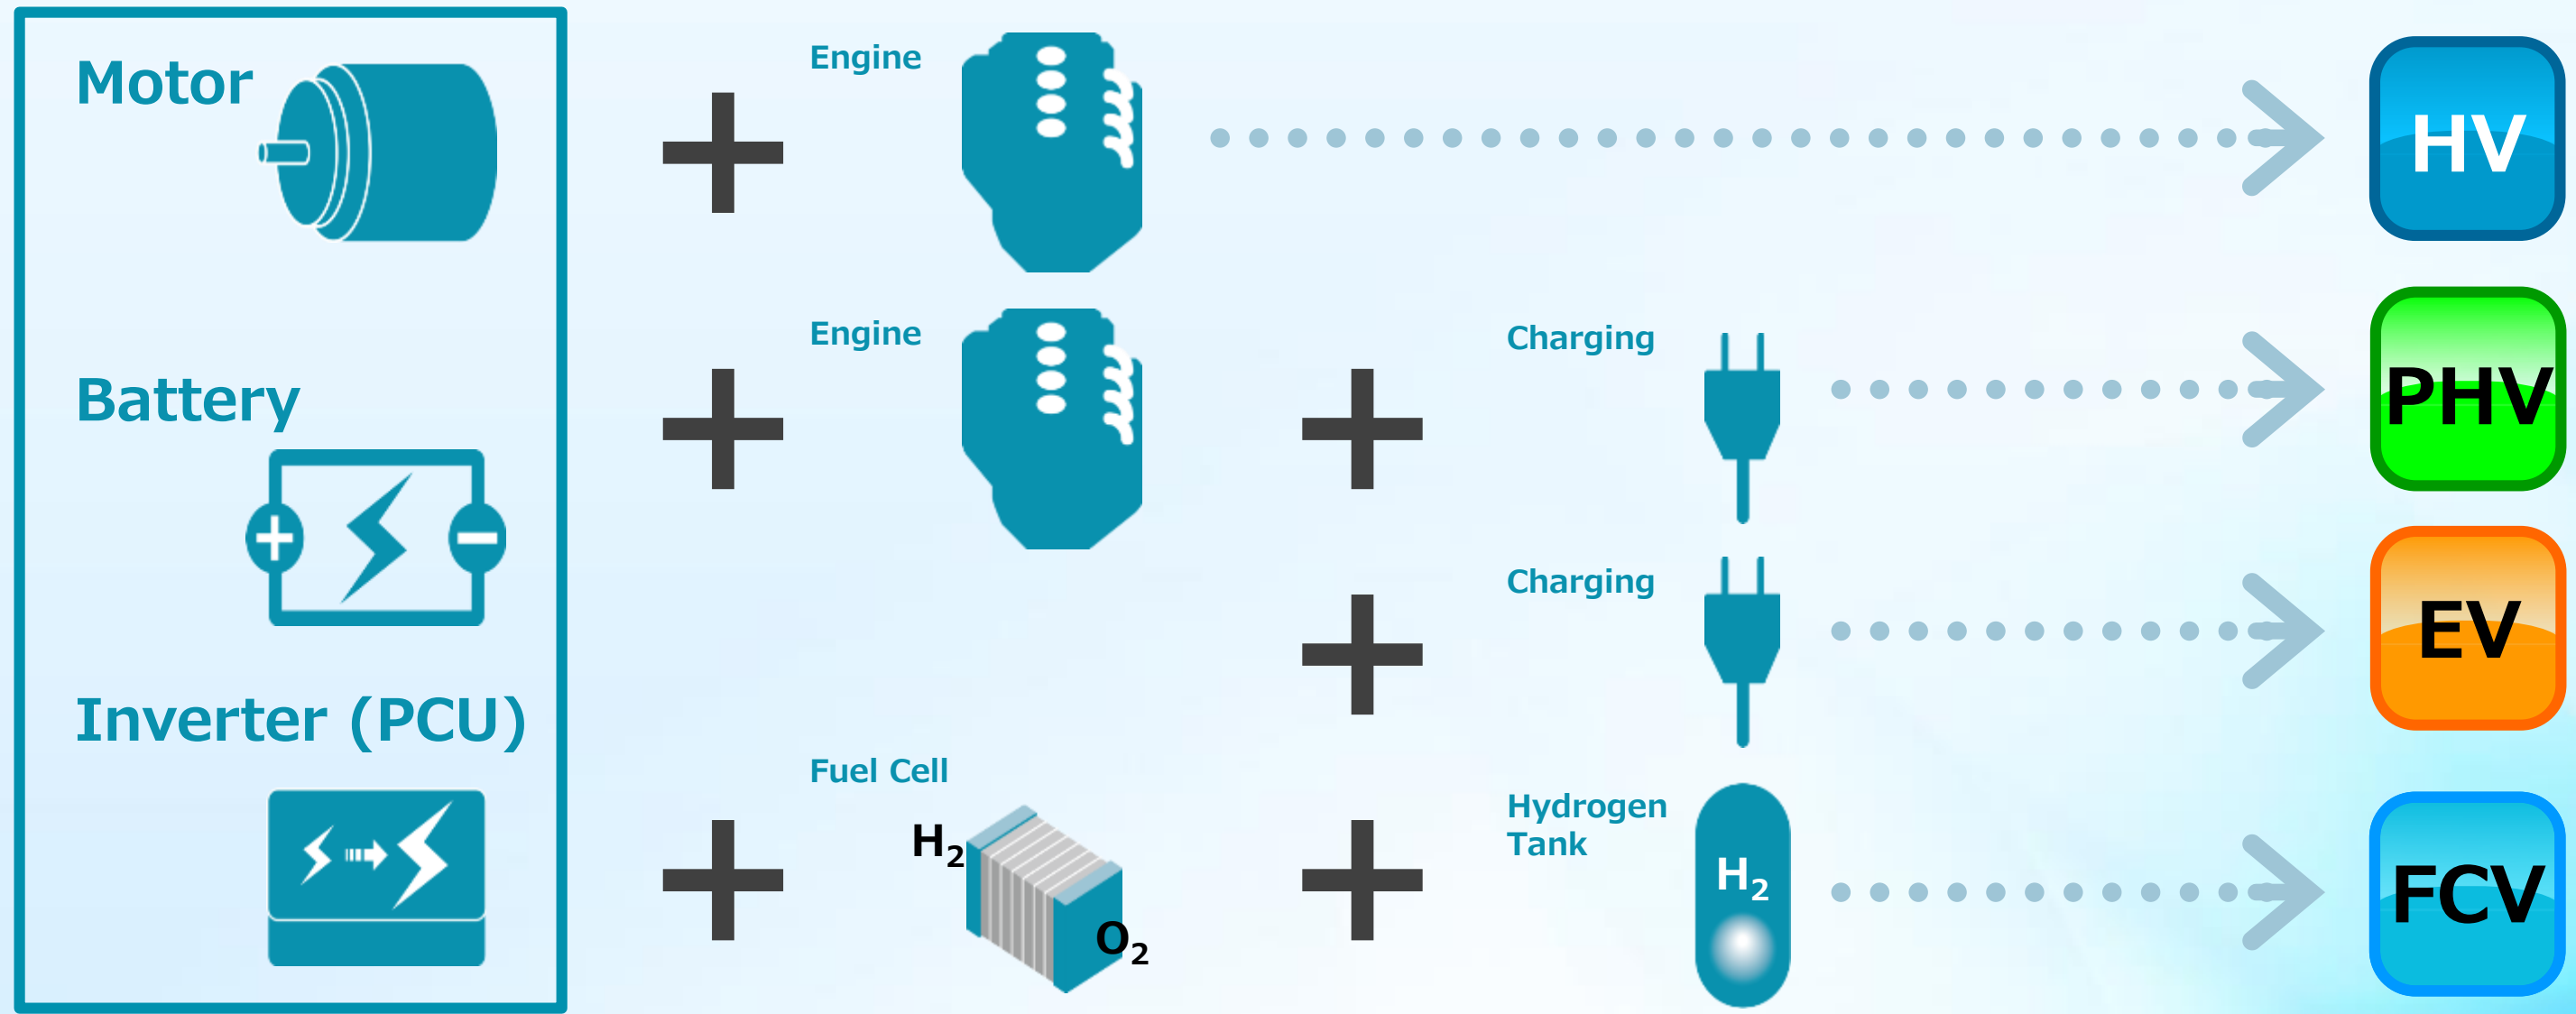 Motor
Battery
Inverter (PCU)
Engine
HV
Engine
Charging
PHV
Charging
EV
Fuel Cell
H₂
O₂
Hydrogen
Tank
H₂
FCV